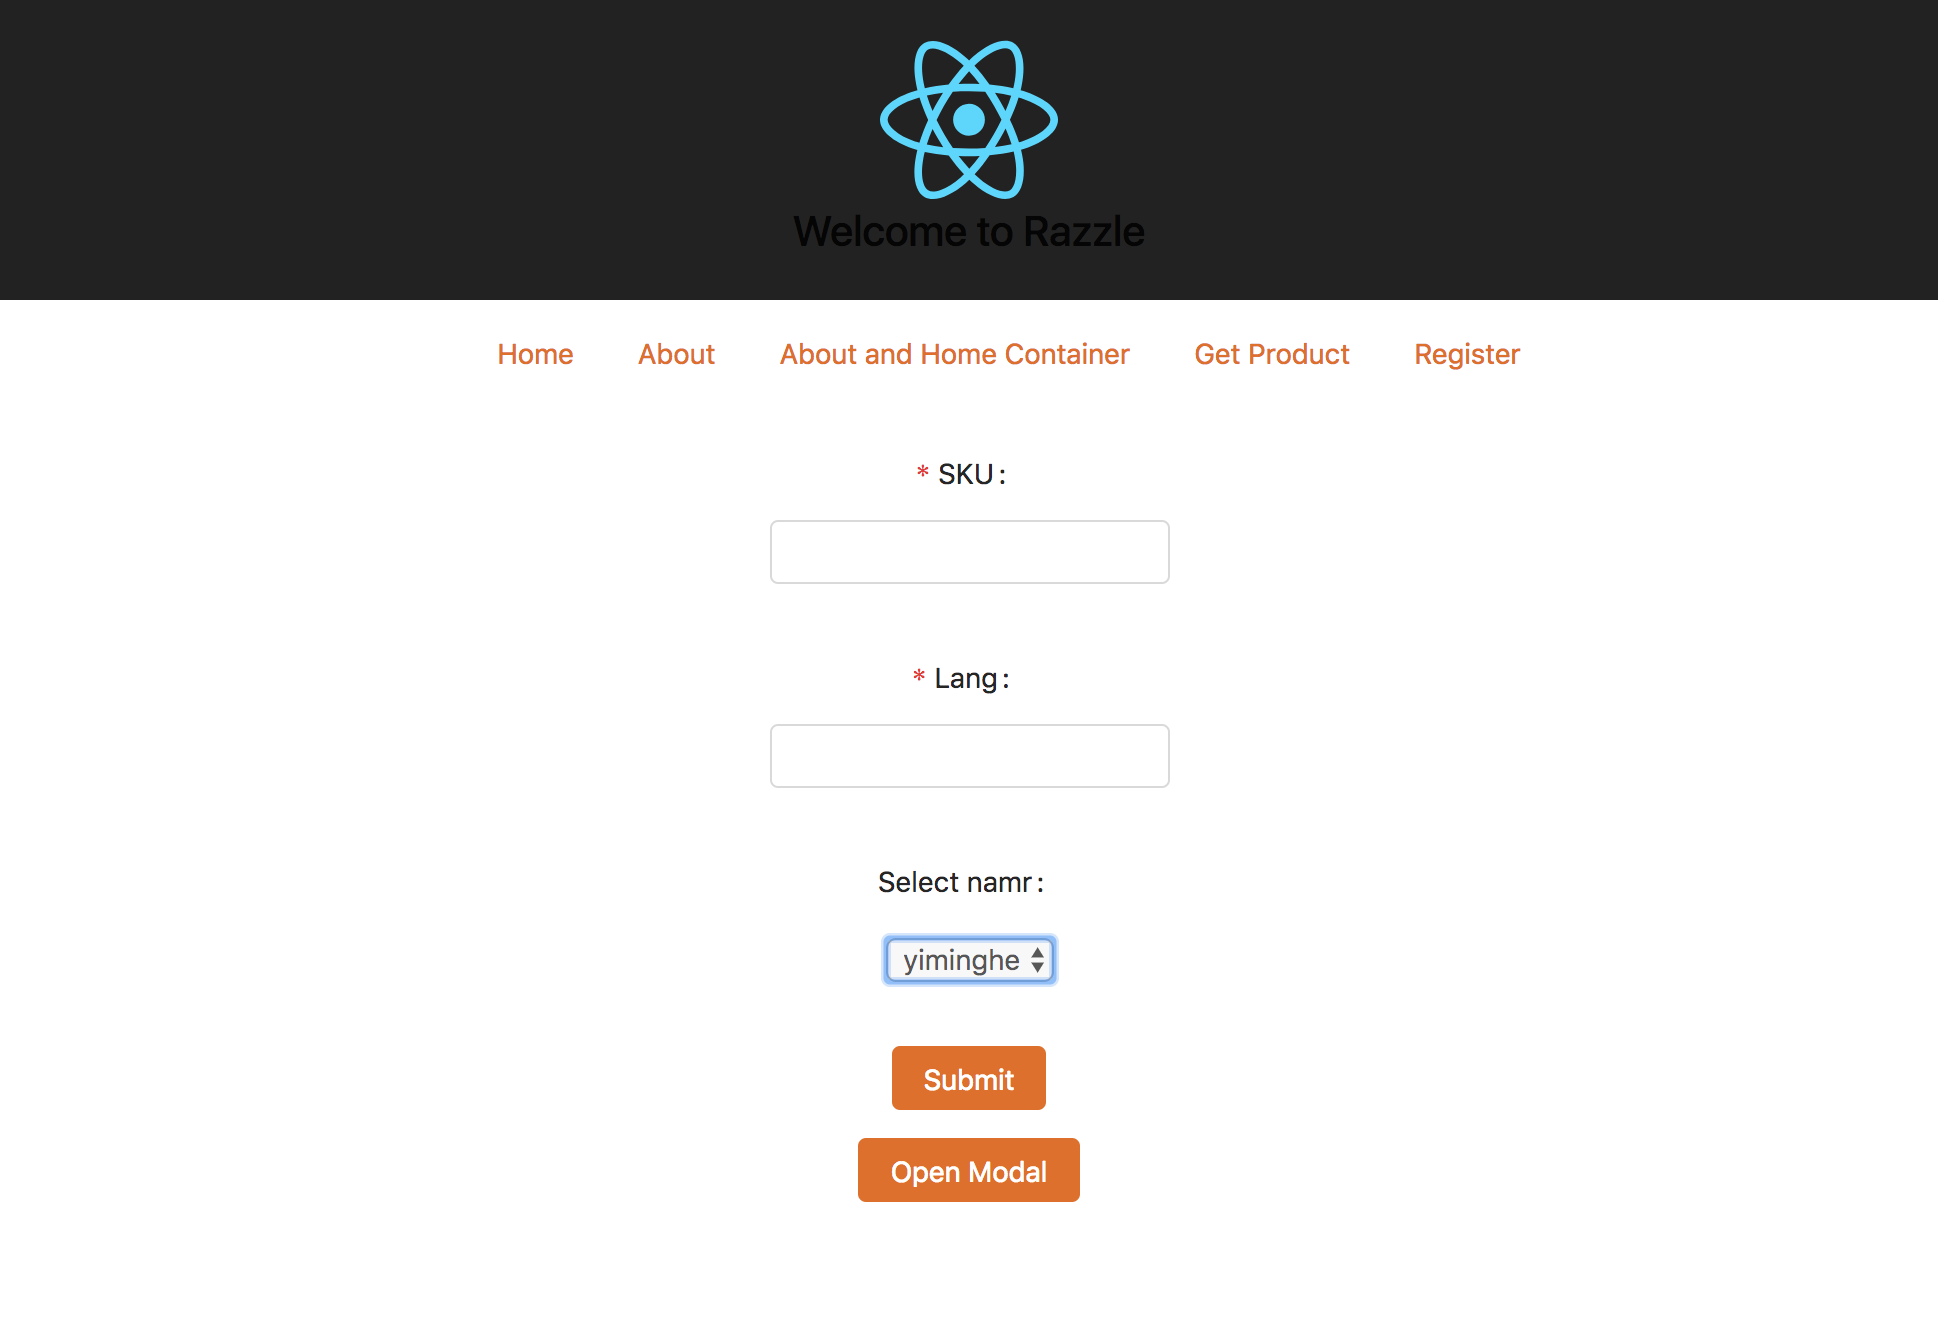 Welcome to Razzle
Home About About and Home Container Get Product Register
* SKU:
* Lang:
Select namr:
yiminghe
Submit
Open Modal